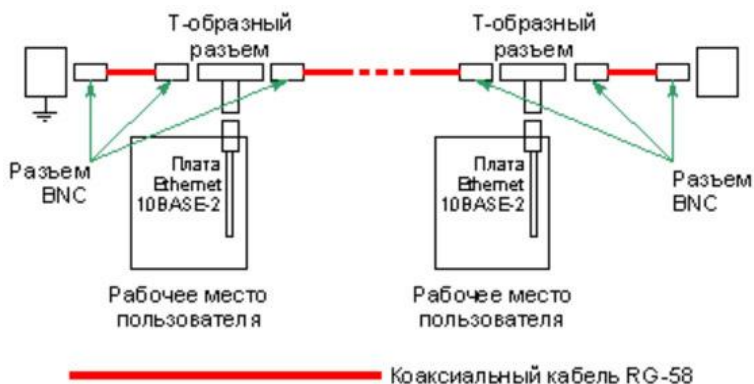 Т-образный
разъем
Т-образный
разъем
Разъем
BNC
Плата
Ethernet
10BASE-2
Плата
Ethernet
10BASE-2
Разъем
BNC
Рабочее место
пользователя
Рабочее место
пользователя
Коаксиальный кабель RG-58